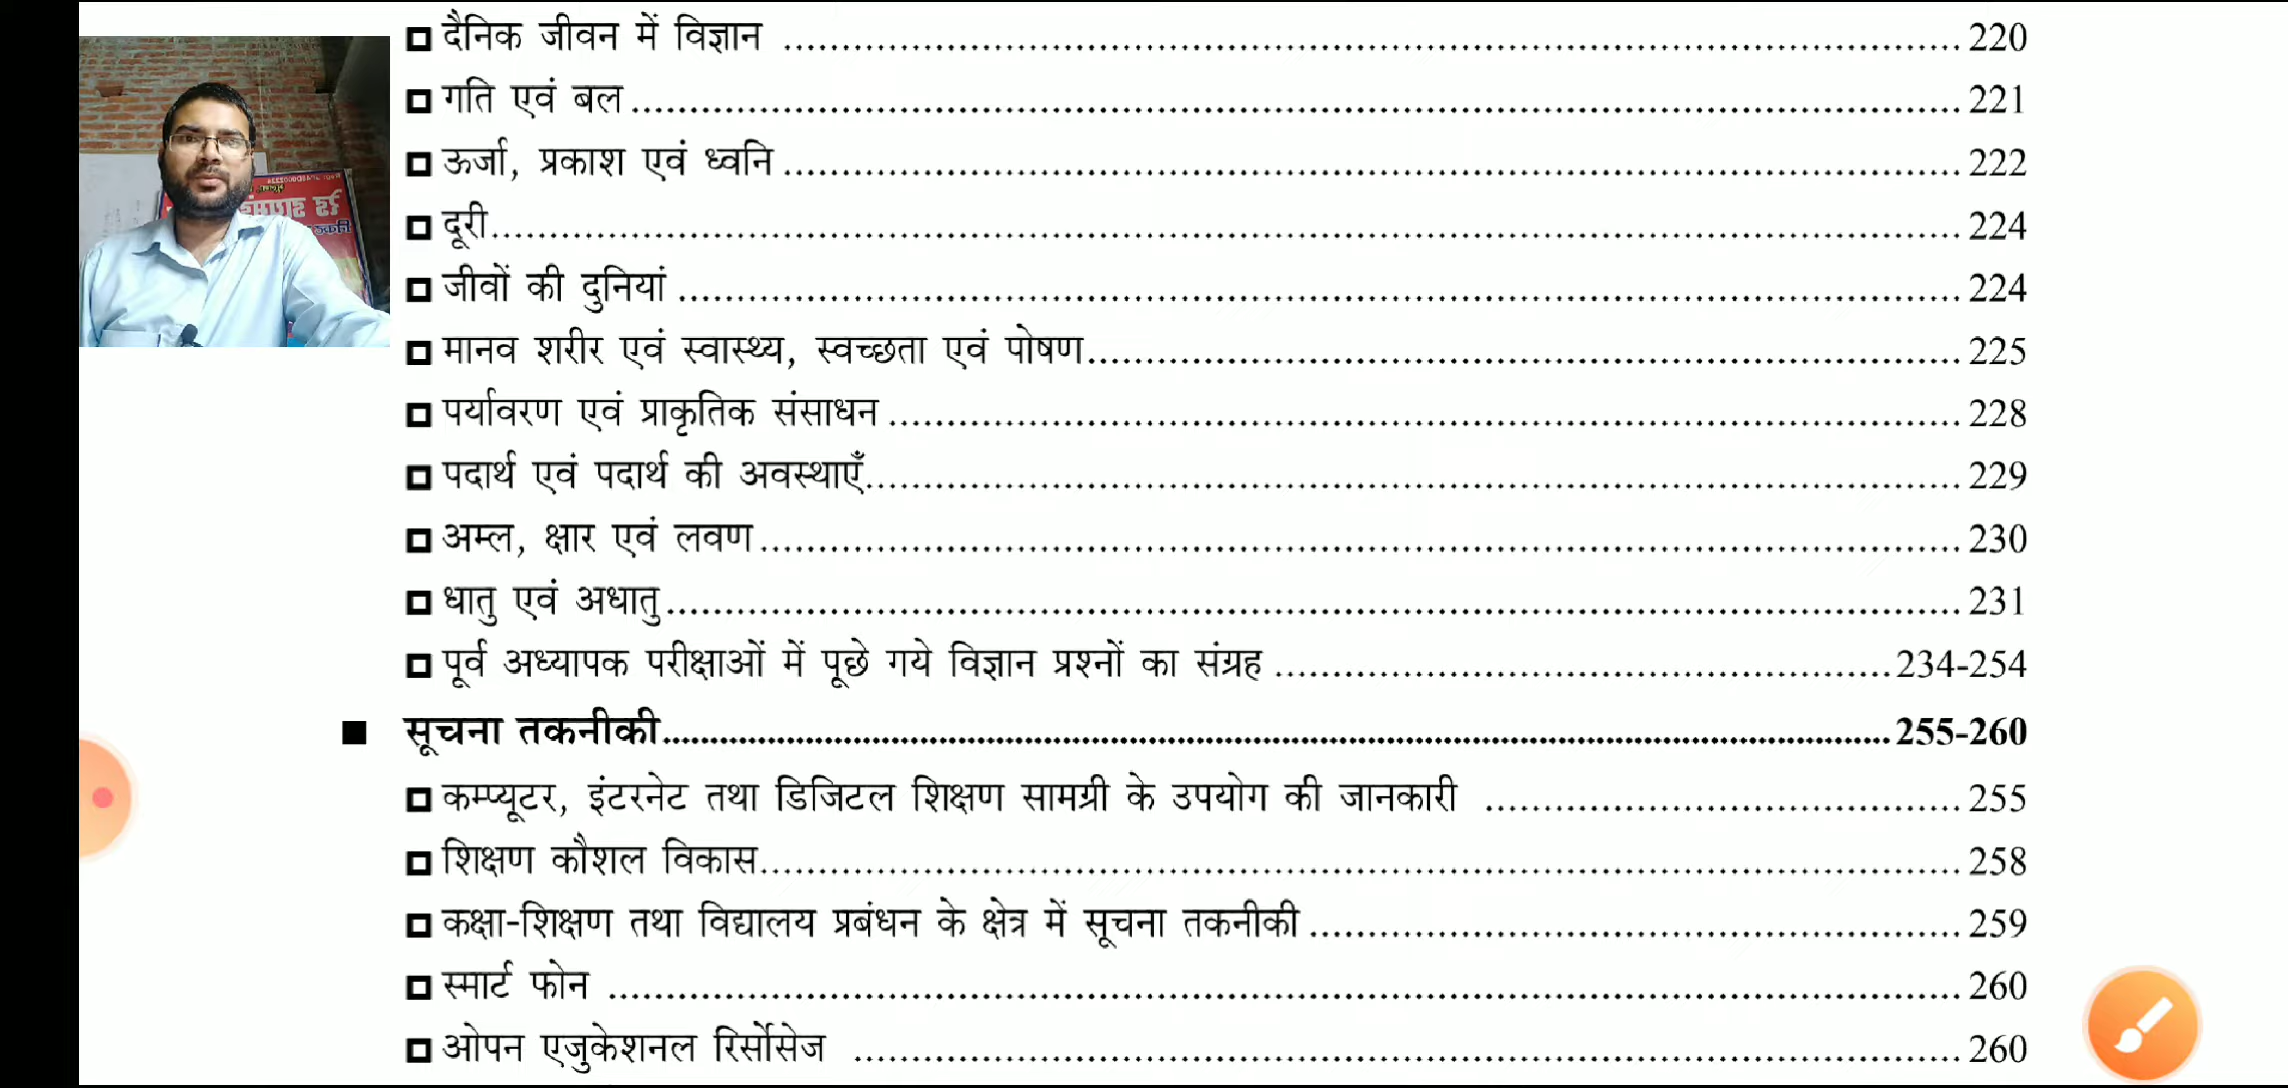 दैनिक जीवन में विज्ञान ........................................ 220
गति एवं बल ........................................ 221
ऊर्जा, प्रकाश एवं ध्वनि ........................................ 222
दूरी ........................................ 224
जीवों की दुनियां ........................................ 224
मानव शरीर एवं स्वास्थ्य, स्वच्छता एवं पोषण ........................................ 225
पर्यावरण एवं प्राकृतिक संसाधन ........................................ 228
पदार्थ एवं पदार्थ की अवस्थाएँ ........................................ 229
अम्ल, क्षार एवं लवण ........................................ 230
धातु एवं अधातु ........................................ 231
पूर्व अध्यापक परीक्षाओं में पूछे गये विज्ञान प्रश्नों का संग्रह ........................................ 234-254
■ सूचना तकनीकी ........................................ 255-260
कम्प्यूटर, इंटरनेट तथा डिजिटल शिक्षण सामग्री के उपयोग की जानकारी ........................................ 255
शिक्षण कौशल विकास ........................................ 258
कक्षा-शिक्षण तथा विद्यालय प्रबंधन के क्षेत्र में सूचना तकनीकी ........................................ 259
स्मार्ट फोन ........................................ 260
ओपन एजुकेशनल रिर्सोसेज ........................................ 260